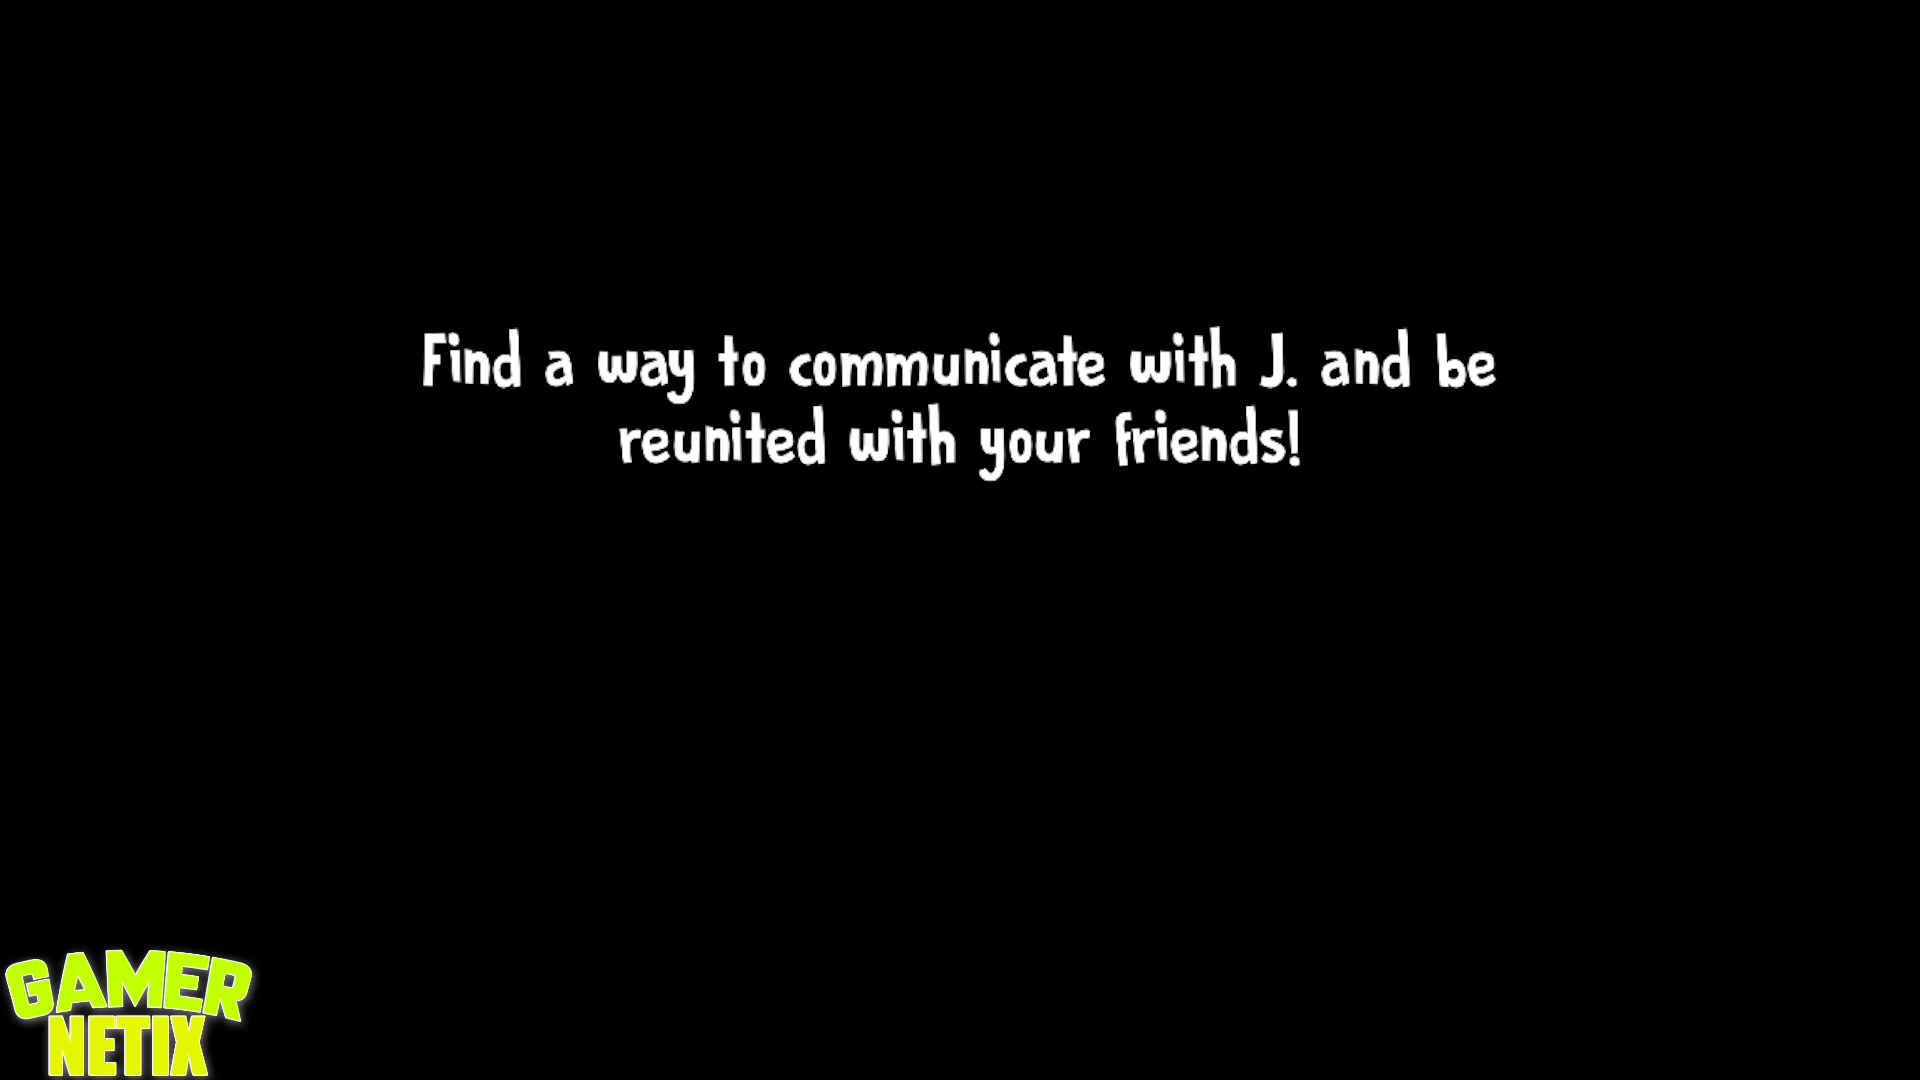 Find a way to communicate with J. and be
reunited with your friends!
GAMER
NETIX